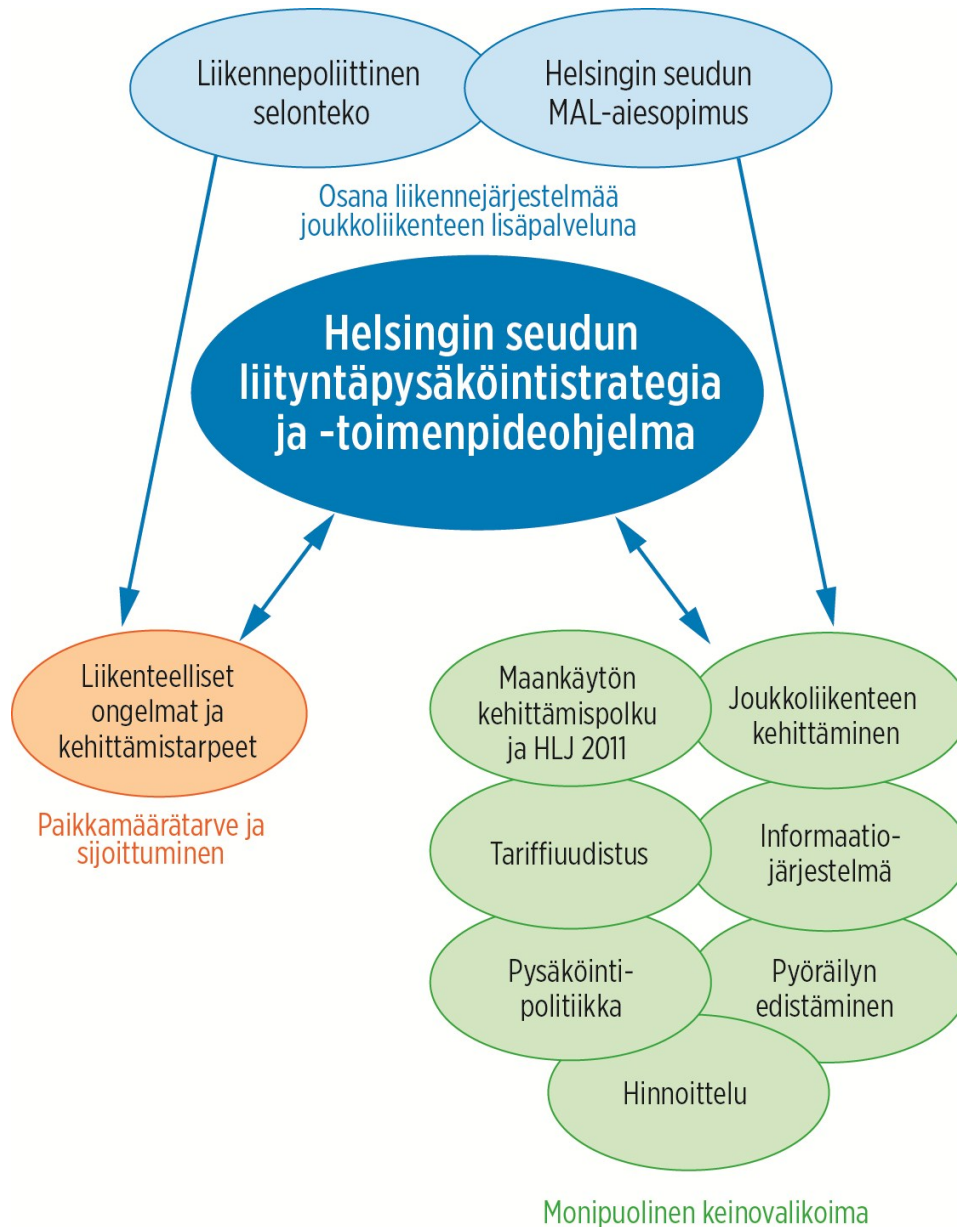 Liikennepoliittinen
selonteko
Helsingin seudun
MAL-aiesopimus
Osana liikennejärjestelmää
joukkoliikenteen lisäpalveluna
Helsingin seudun
liityntäpysäköintistrategia
ja -toimenpideohjelma
Liikenteelliset
ongelmat ja
kehittämistarpeet
Paikkamäärätarve ja
sijoittuminen
Maankäytön
kehittämispolku
ja HLJ 2011
Joukkoliikenteen
kehittäminen
Tariffiuudistus
Informaatio-
järjestelmä
Pysäköinti-
politiikka
Pyöräilyn
edistäminen
Hinnoittelu
Monipuolinen keinovalikoima